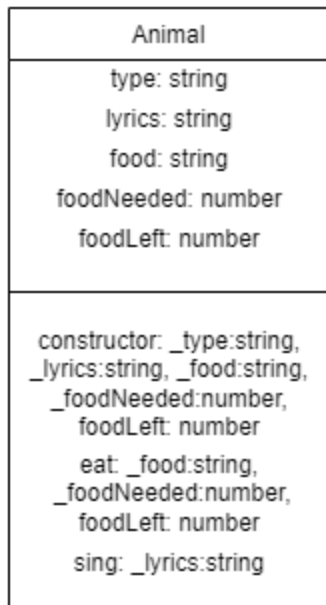 Animal
type: string
lyrics: string
food: string
foodNeeded: number
foodLeft: number
constructor: _type:string,
_lyrics:string, _food:string,
_foodNeeded:number,
foodLeft: number
eat: _food:string,
_foodNeeded:number,
foodLeft: number
sing: _lyrics:string